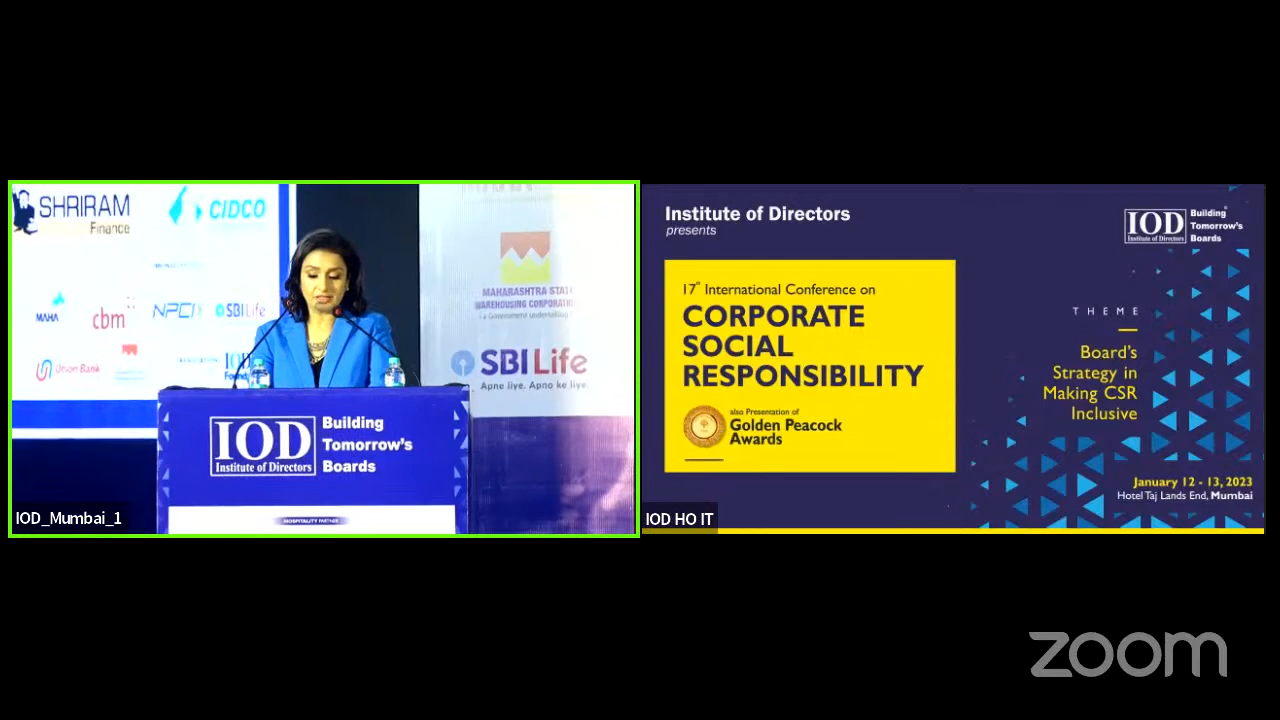 SHRIRAM
Finance
CIDCO
MAHA
cbm
NPCI
SBI Life
Union Bank
IOD
MAHARASHTRA STATE
WAREHOUSING CORPORATION
SBI Life
Apne liye. Apno ke liye.
IOD
Institute of Directors
Building
Tomorrow's
Boards
HOSPITALITY PARTNER
IOD_Mumbai_1
Institute of Directors
presents
IOD
Institute of Directors
Building
Tomorrow's
Boards
17th International Conference on
CORPORATE
SOCIAL
RESPONSIBILITY
also Presentation of
Golden Peacock
Awards
THEME
Board's
Strategy in
Making CSR
Inclusive
January 12 - 13, 2023
Hotel Taj Lands End, Mumbai
IOD HO IT
zoom